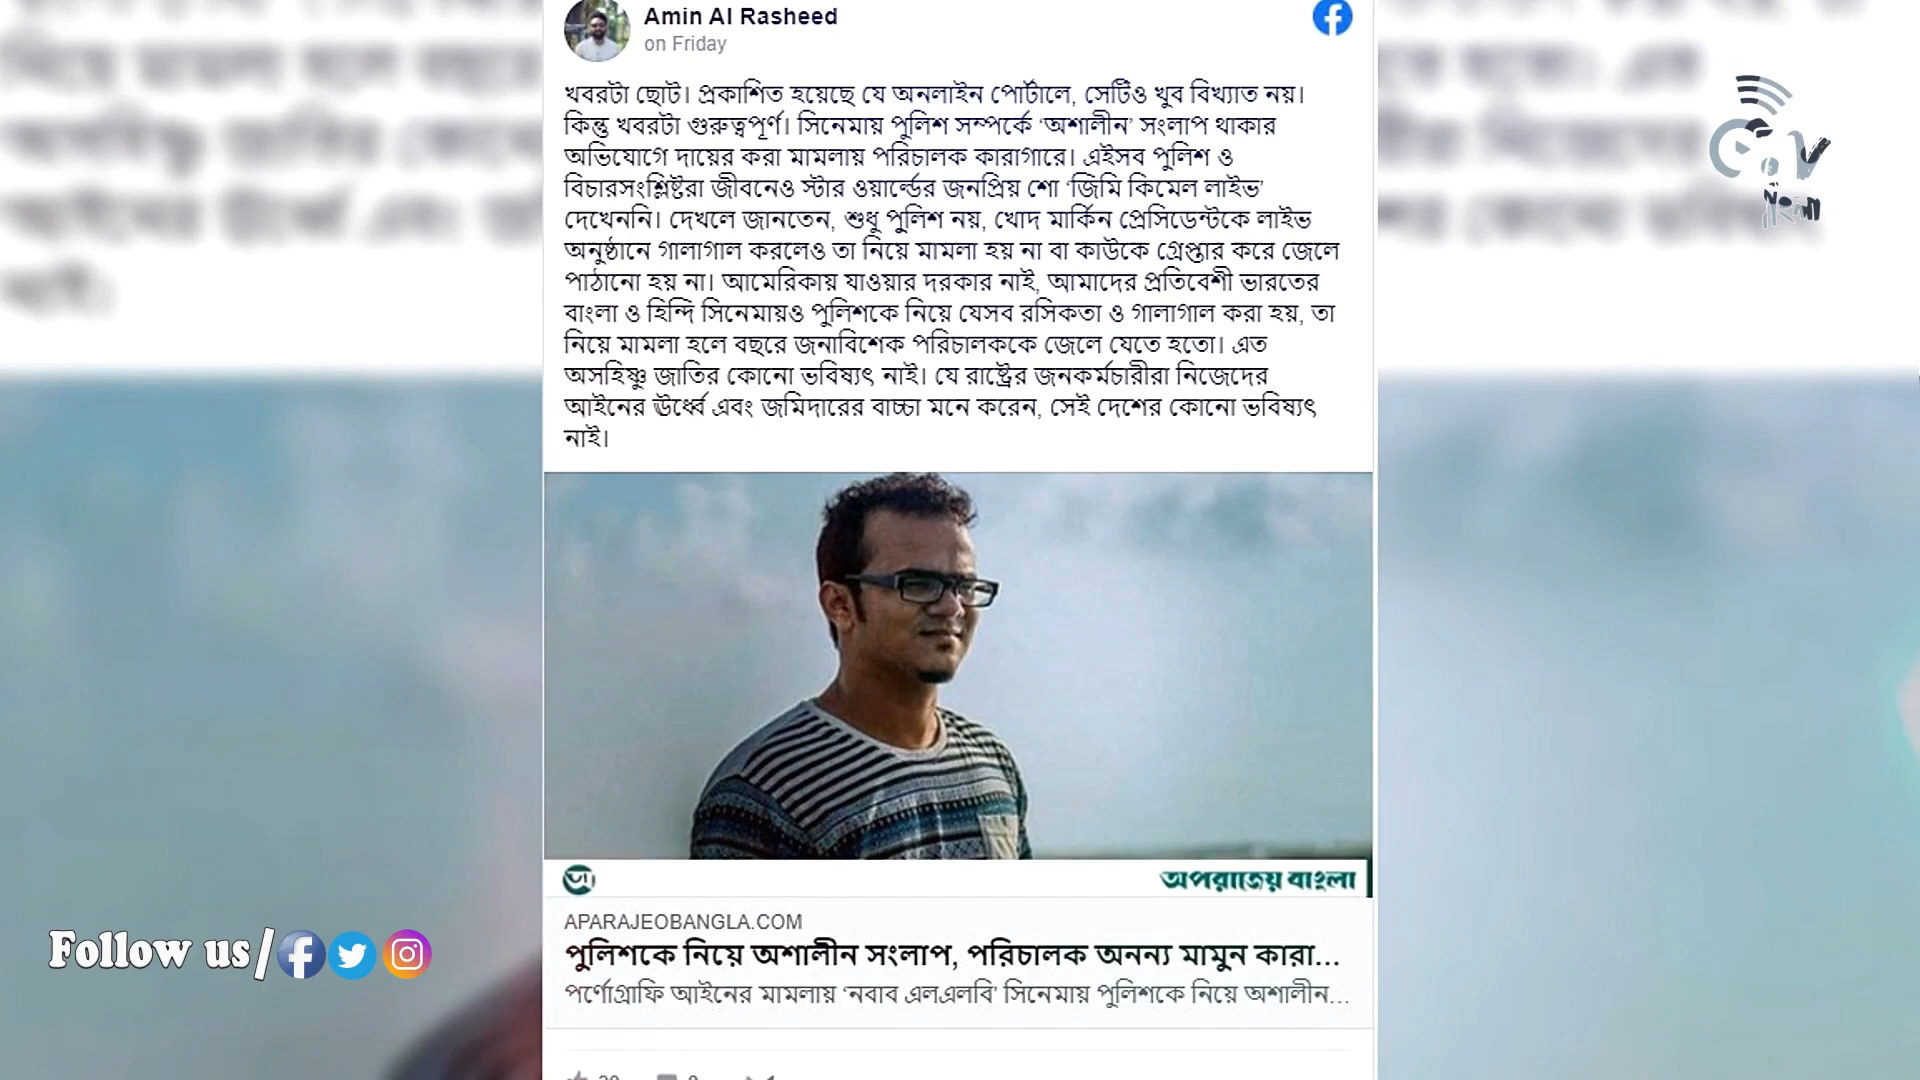 Amin Al Rasheed
on Friday
খবরটা ছোট। প্রকাশিত হয়েছে যে অনলাইন পোর্টালে, সেটিও খুব বিখ্যাত নয়।
কিন্তু খবরটা গুরুত্বপূর্ণ। সিনেমায় পুলিশ সম্পর্কে ‘অশালীন’ সংলাপ থাকার
অভিযোগে দায়ের করা মামলায় পরিচালক কারাগারে। এইসব পুলিশ ও
বিচারসংশ্লিষ্টরা জীবনেও স্টার ওয়ার্ল্ডের জনপ্রিয় শো ‘জিমি কিমেল লাইভ’
দেখেননি। দেখলে জানতেন, শুধু পুলিশ নয়, খোদ মার্কিন প্রেসিডেন্টকে লাইভ
অনুষ্ঠানে গালাগাল করলেও তা নিয়ে মামলা হয় না বা কাউকে গ্রেপ্তার করে জেলে
পাঠানো হয় না। আমেরিকায় যাওয়ার দরকার নাই, আমাদের প্রতিবেশী ভারতের
বাংলা ও হিন্দি সিনেমায়ও পুলিশকে নিয়ে যেসব রসিকতা ও গালাগাল করা হয়, তা
নিয়ে মামলা হলে বছরে জনাবিশেক পরিচালককে জেলে যেতে হতো। এত
অসহিষ্ণু জাতির কোনো ভবিষ্যৎ নাই। যে রাষ্ট্রের জনকর্মচারীরা নিজেদের
আইনের ঊর্ধ্বে এবং জমিদারের বাচ্চা মনে করেন, সেই দেশের কোনো ভবিষ্যৎ
নাই।
অপরাজেয় বাংলা
APARAJEOBANGLA.COM
পুলিশকে নিয়ে অশালীন সংলাপ, পরিচালক অনন্য মামুন কারা...
পর্ণোগ্রাফি আইনের মামলায় ‘নবাব এলএলবি’ সিনেমায় পুলিশকে নিয়ে অশালীন...
Follow us/